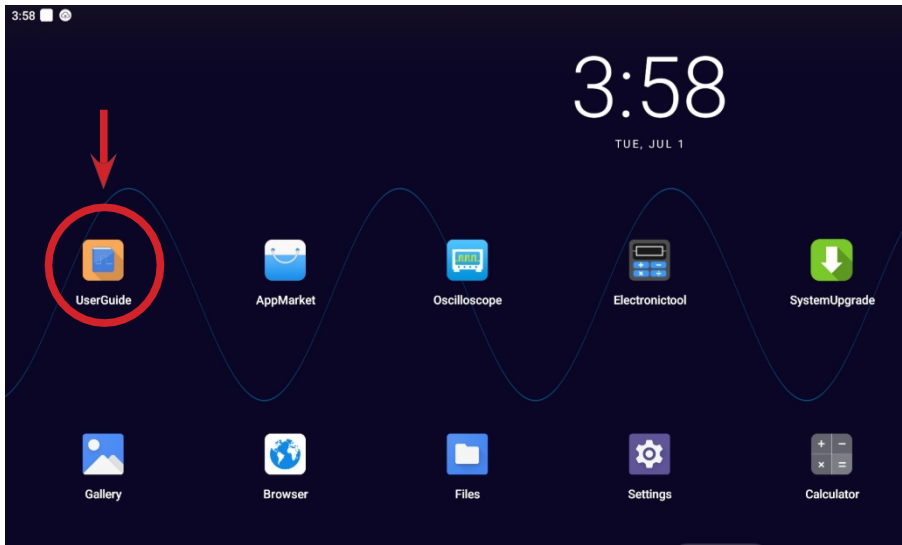 3:58
3:58
TUE, JUL 1
UserGuide
AppMarket
Oscilloscope
Electronictool
SystemUpgrade
Gallery
Browser
Files
Settings
Calculator